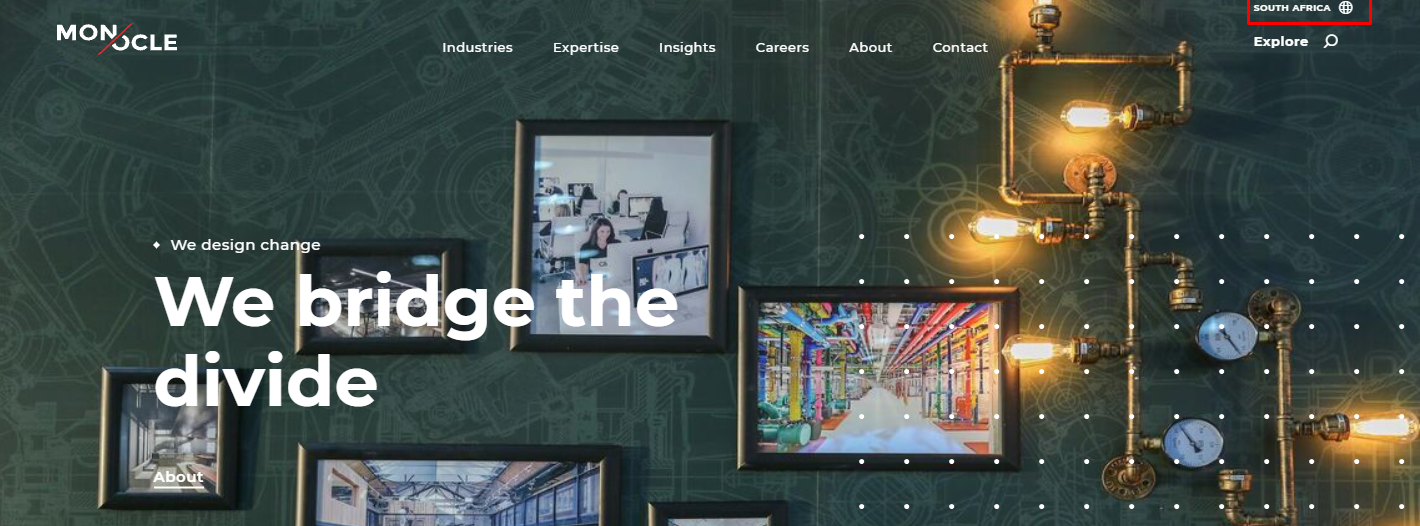 SOUTH AFRICA
MONOCLE
Industries Expertise Insights Careers About Contact
Explore
We design change
We bridge the
divide
About